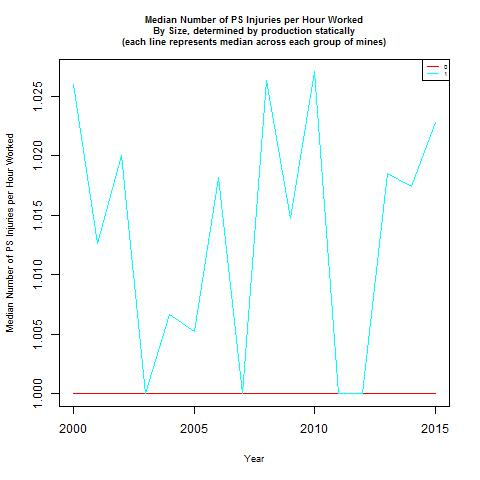 Median Number of PS Injuries per Hour Worked
By Size, determined by production statically
(each line represents median across each group of mines)
0
1
Median Number of PS Injuries per Hour Worked
1.025
1.020
1.015
1.010
1.005
1.000
2000 2005 2010 2015
Year